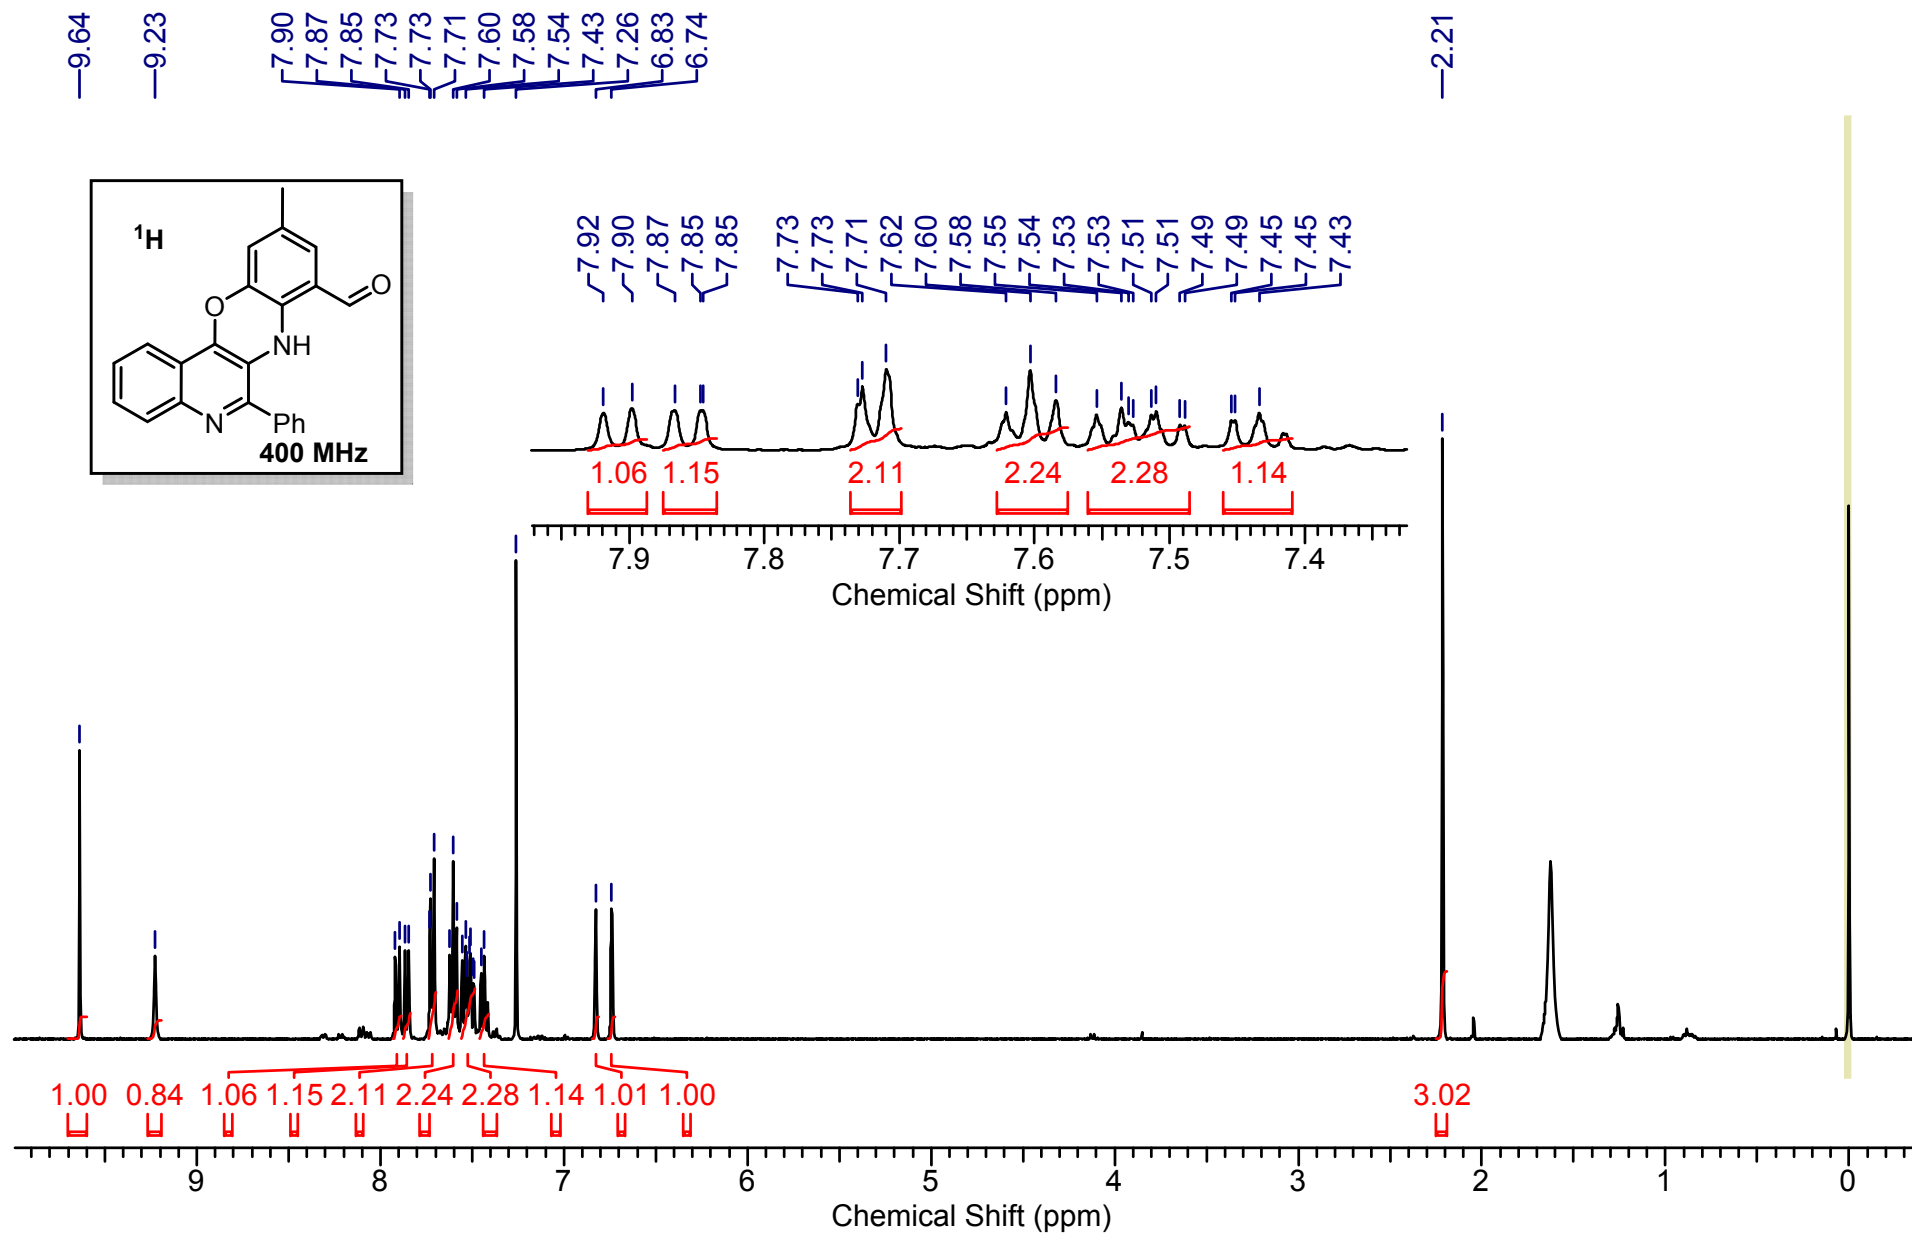 9.64
9.23
7.90
7.87
7.85
7.73
7.73
7.71
7.60
7.58
7.54
7.43
7.26
6.83
6.74
2.21
¹H
O
O
NH
N
Ph
400 MHz
7.92
7.90
7.87
7.85
7.85
7.73
7.73
7.71
7.62
7.60
7.58
7.55
7.54
7.53
7.53
7.51
7.51
7.49
7.49
7.45
7.45
7.43
1.06 1.15 2.11 2.24 2.28 1.14
7.9 7.8 7.7 7.6 7.5 7.4
Chemical Shift (ppm)
1.00 0.84 1.06 1.15 2.11 2.24 2.28 1.14 1.01 1.00 3.02
9 8 7 6 5 4 3 2 1 0
Chemical Shift (ppm)